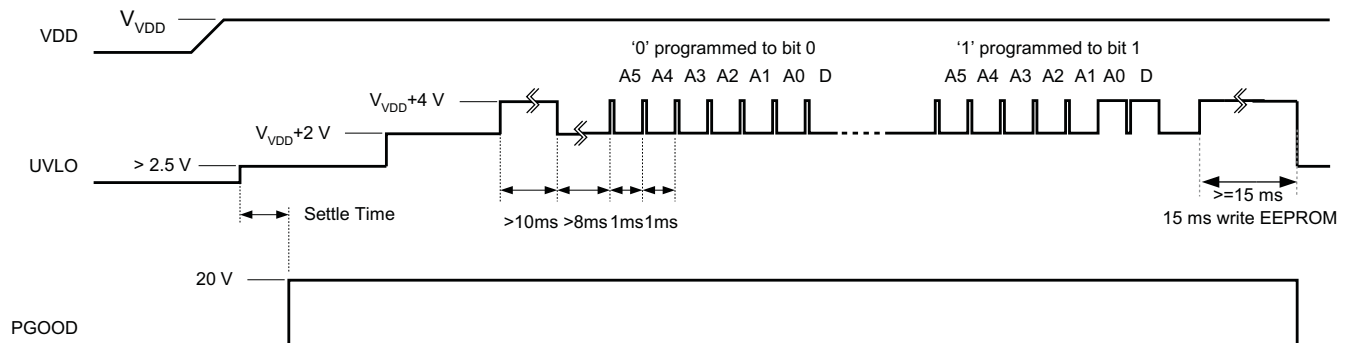 VDD
V_VDD
'0' programmed to bit 0
'1' programmed to bit 1
A5 A4 A3 A2 A1 A0 D
A5 A4 A3 A2 A1 A0 D
V_VDD+4 V
V_VDD+2 V
UVLO
> 2.5 V
Settle Time
>10ms >8ms 1ms 1ms
>=15 ms
15 ms write EEPROM
20 V
PGOOD